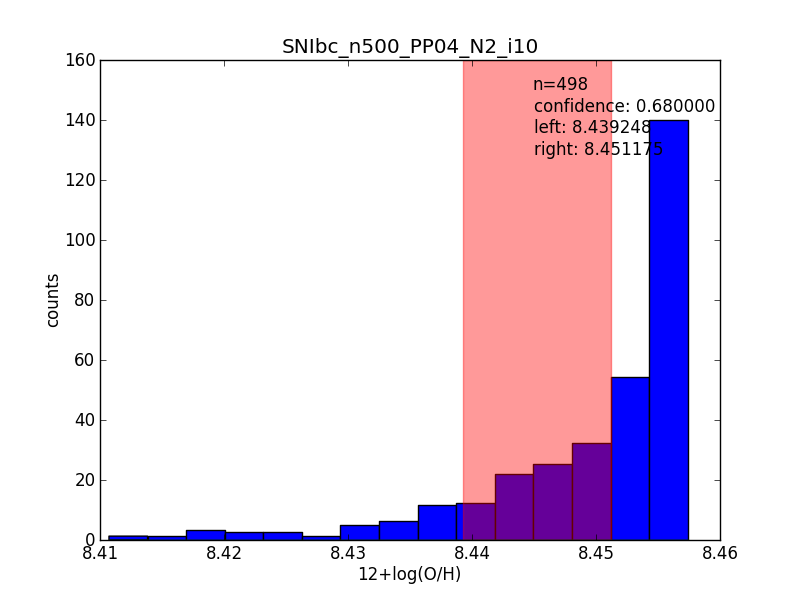 SNIbc_n500_PP04_N2_i10
n=498
confidence: 0.680000
left: 8.439248
right: 8.451175
160
140
120
100
80
60
40
20
0
counts
8.41 8.42 8.43 8.44 8.45 8.46
12+log(O/H)